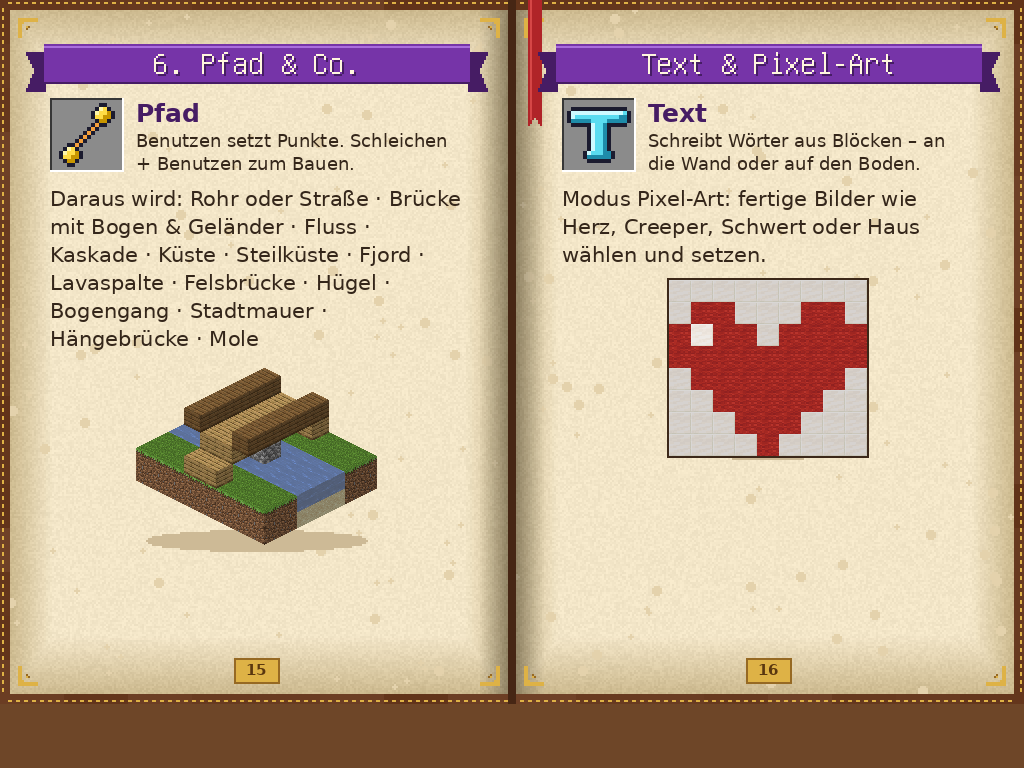 6. Pfad & Co.
Pfad
Benutzen setzt Punkte. Schleichen
+ Benutzen zum Bauen.
Daraus wird: Rohr oder Straße · Brücke
mit Bogen & Geländer · Fluss ·
Kaskade · Küste · Steilküste · Fjord ·
Lavaspalte · Felsbrücke · Hügel ·
Bogengang · Stadtmauer ·
Hängebrücke · Mole
15
Text & Pixel-Art
Text
Schreibt Wörter aus Blöcken – an
die Wand oder auf den Boden.
Modus Pixel-Art: fertige Bilder wie
Herz, Creeper, Schwert oder Haus
wählen und setzen.
16